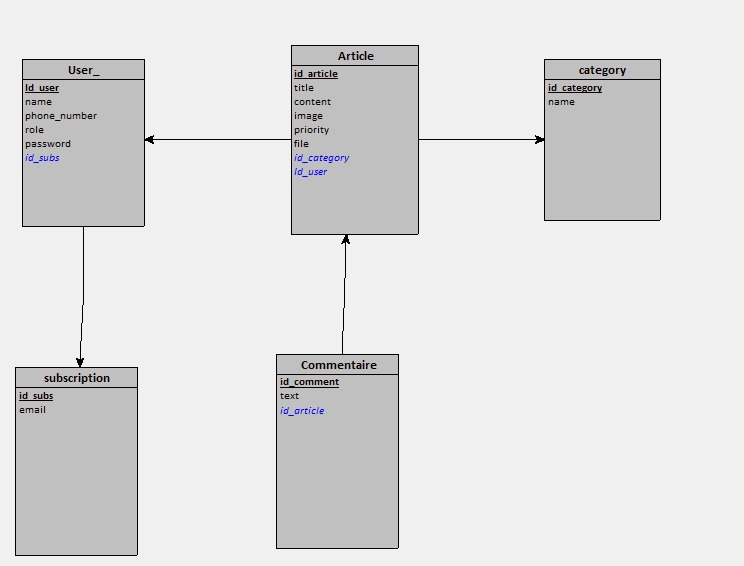 User_
Id_user
name
phone_number
role
password
id_subs
Article
id_article
title
content
image
priority
file
id_category
Id_user
category
id_category
name
subscription
id_subs
email
Commentaire
id_comment
text
id_article